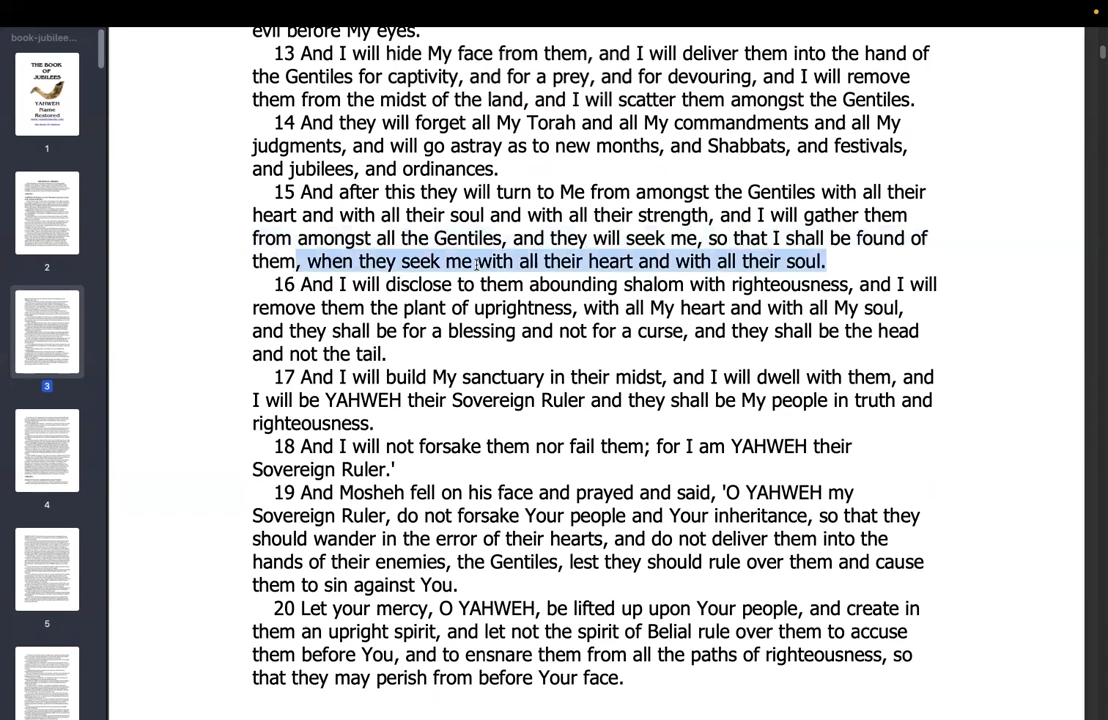 book-jubilee...
THE BOOK
OF
JUBILEES
YAHWEH
Name
Restored
1
2
3
4
5
evil before My eyes.
13 And I will hide My face from them, and I will deliver them into the hand of
the Gentiles for captivity, and for a prey, and for devouring, and I will remove
them from the midst of the land, and I will scatter them amongst the Gentiles.
14 And they will forget all My Torah and all My commandments and all My
judgments, and will go astray as to new months, and Shabbats, and festivals,
and jubilees, and ordinances.
15 And after this they will turn to Me from amongst the Gentiles with all their
heart and with all their soul and with all their strength, and I will gather them
from amongst all the Gentiles, and they will seek me, so that I shall be found of
them, when they seek me with all their heart and with all their soul.
16 And I will disclose to them abounding shalom with righteousness, and I will
remove them the plant of uprightness, with all My heart and with all My soul,
and they shall be for a blessing and not for a curse, and they shall be the head
and not the tail.
17 And I will build My sanctuary in their midst, and I will dwell with them, and
I will be YAHWEH their Sovereign Ruler and they shall be My people in truth and
righteousness.
18 And I will not forsake them nor fail them; for I am YAHWEH their
Sovereign Ruler.'
19 And Mosheh fell on his face and prayed and said, 'O YAHWEH my
Sovereign Ruler, do not forsake Your people and Your inheritance, so that they
should wander in the error of their hearts, and do not deliver them into the
hands of their enemies, the Gentiles, lest they should rule over them and cause
them to sin against You.
20 Let your mercy, O YAHWEH, be lifted up upon Your people, and create in
them an upright spirit, and let not the spirit of Belial rule over them to accuse
them before You, and to ensnare them from all the paths of righteousness, so
that they may perish from before Your face.